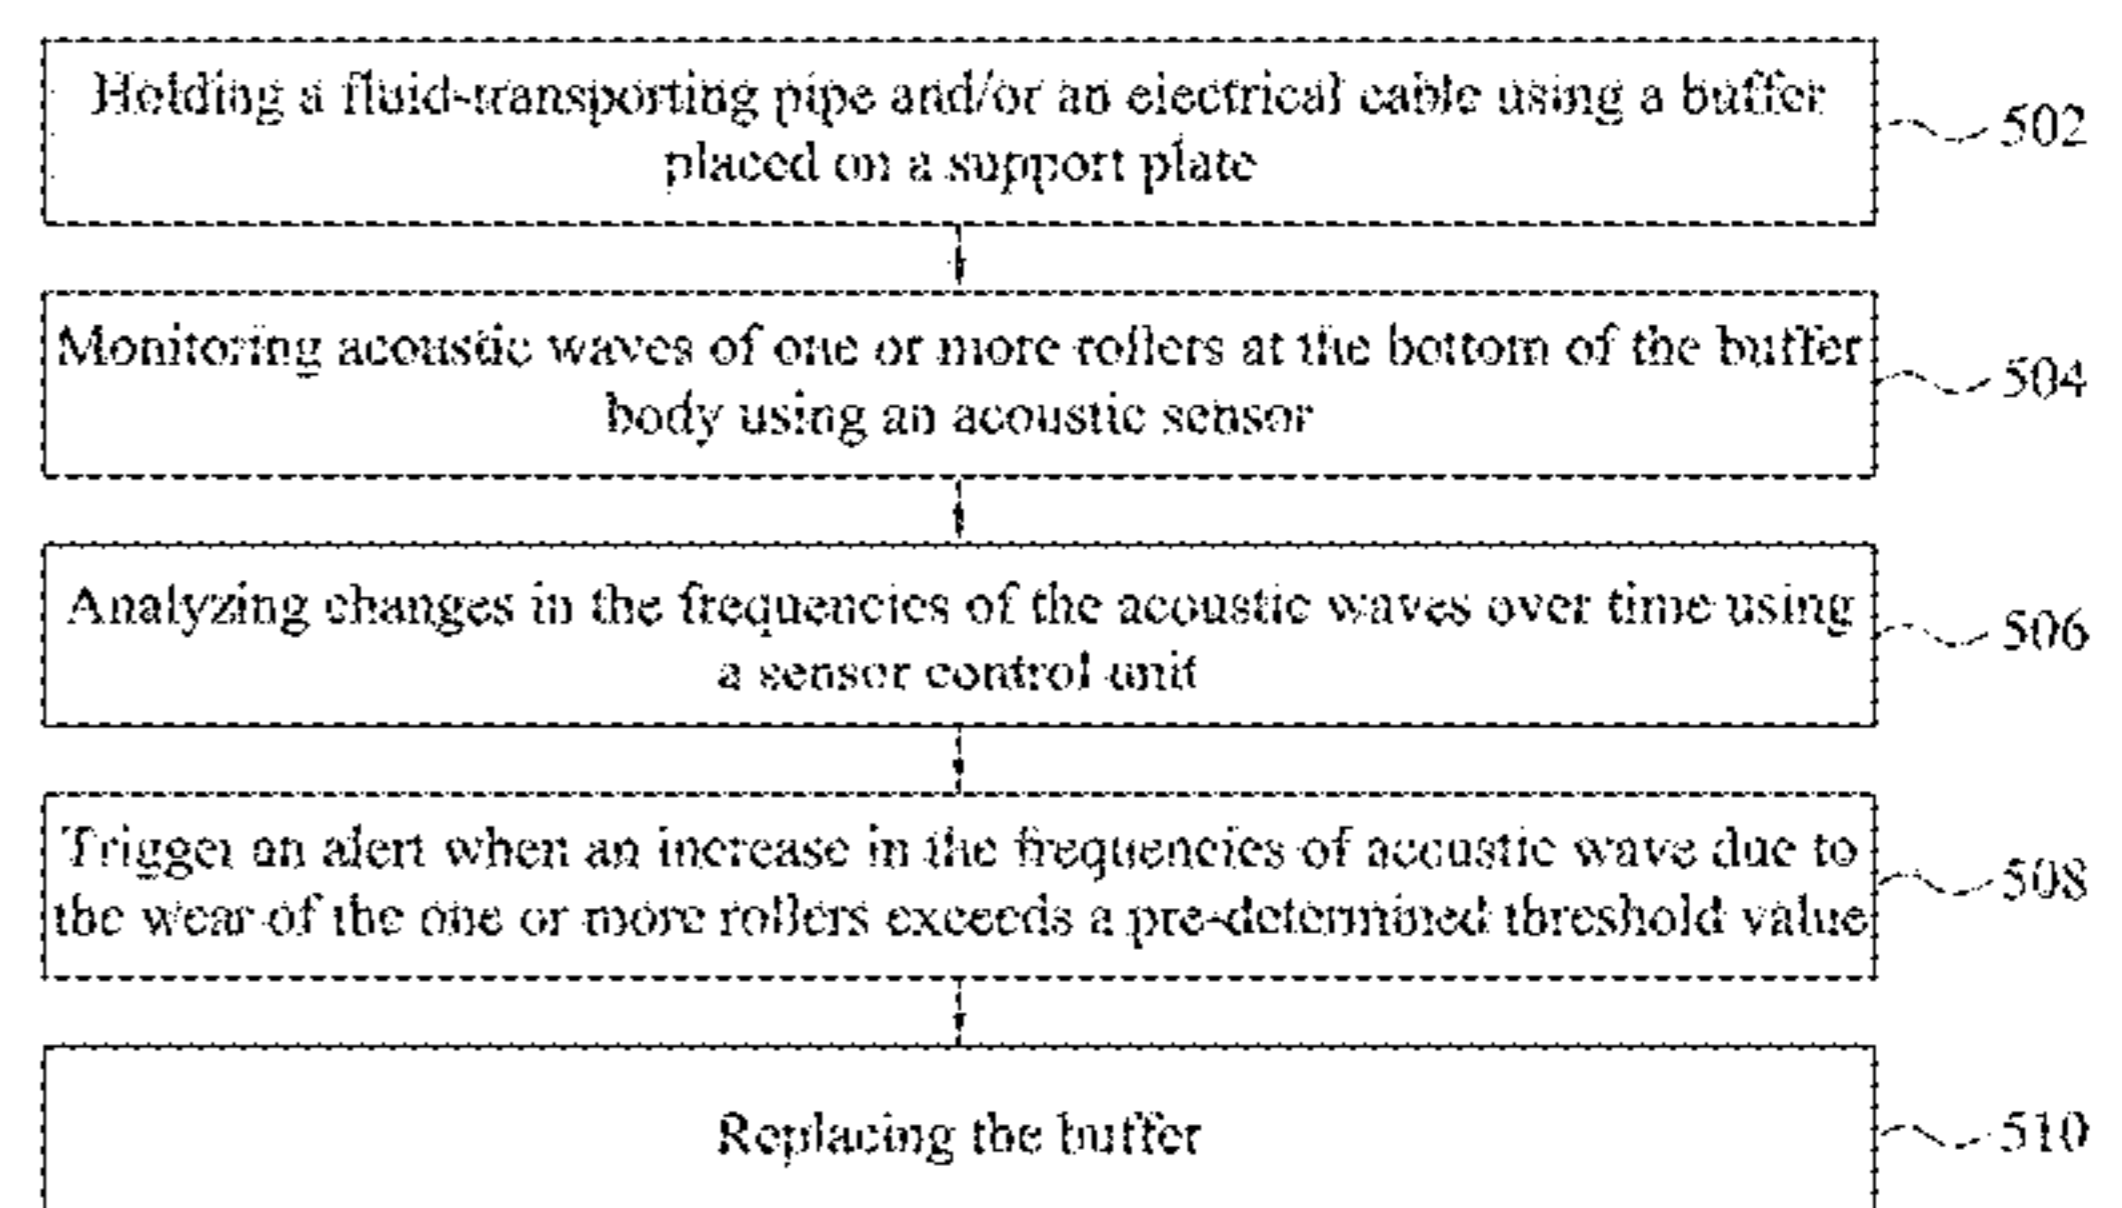 Holding a fluid-transporting pipe and/or an electrical cable using a buffer
placed on a support plate
502
Monitoring acoustic waves of one or more rollers at the bottom of the buffer
body using an acoustic sensor
504
Analyzing changes in the frequencies of the acoustic waves over time using
a sensor control unit
506
Trigger an alert when an increase in the frequencies of acoustic wave due to
the wear of the one or more rollers exceeds a pre-determined threshold value
508
Replacing the buffer
510